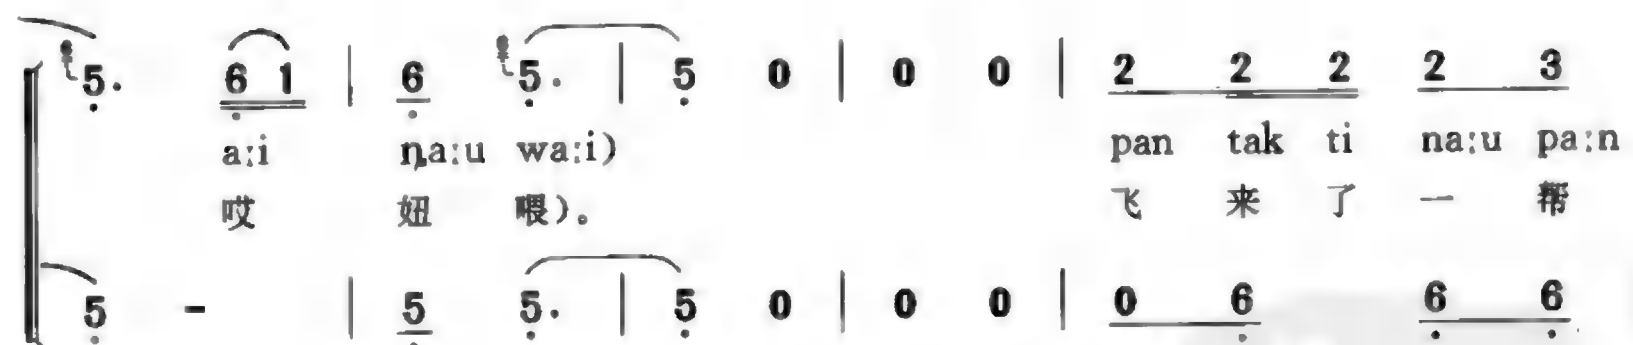 5. 6 1 | 6 5. | 5 0 | 0 0 | 2 2 2 2 3
a:i ṇa:u wa:i) pan tak ti na:u pa:n
哎 妞 喂)。 飞 来 了 一 帮
5 - | 5 5. | 5 0 | 0 0 | 0 6 6 6